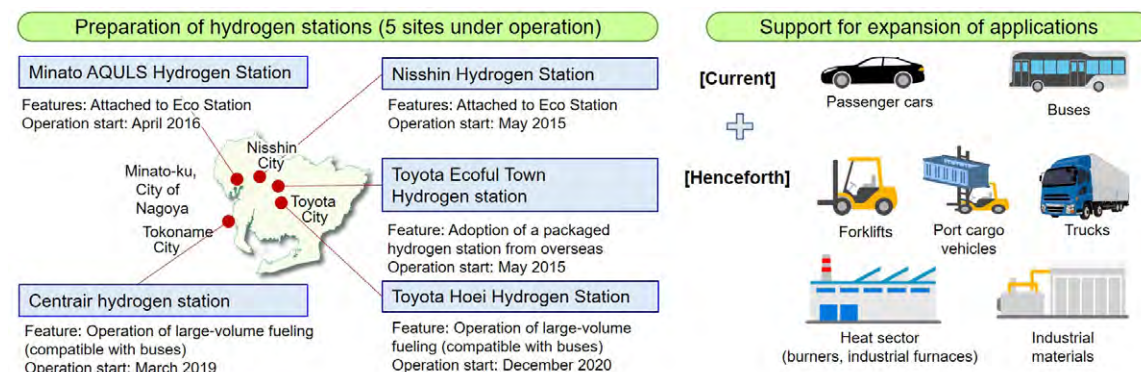 Preparation of hydrogen stations (5 sites under operation)
Minato AQULS Hydrogen Station
Features: Attached to Eco Station
Operation start: April 2016
Nisshin Hydrogen Station
Features: Attached to Eco Station
Operation start: May 2015
Nisshin
City
Minato-ku,
City of
Nagoya
Tokoname
City
Toyota
City
Toyota Ecoful Town
Hydrogen station
Feature: Adoption of a packaged
hydrogen station from overseas
Operation start: May 2015
Centrair hydrogen station
Feature: Operation of large-volume fueling
(compatible with buses)
Operation start: March 2019
Toyota Hoei Hydrogen Station
Feature: Operation of large-volume
fueling (compatible with buses)
Operation start: December 2020
Support for expansion of applications
[Current]
Passenger cars
Buses
[Henceforth]
Forklifts
Port cargo
vehicles
Trucks
Heat sector
(burners, industrial furnaces)
Industrial
materials